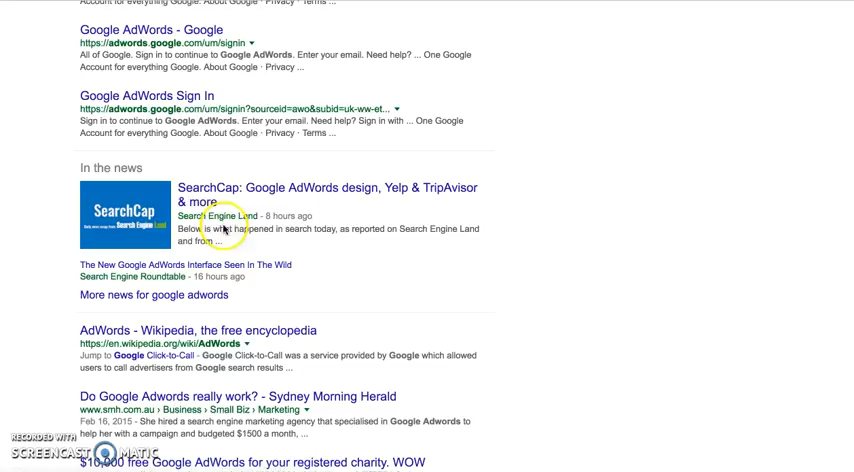 Account for everything Google. About Google · Privacy ... Terms ...
Google AdWords - Google
https://adwords.google.com/um/signin
All of Google. Sign in to continue to Google AdWords. Enter your email. Need help? ... One Google
Account for everything Google. About Google · Privacy ...
Google AdWords Sign In
https://adwords.google.com/um/signin?sourceid=awo&subid=uk-ww-et...
Sign in to continue to Google AdWords. Enter your email. Need help? Sign in with ... One Google
Account for everything Google. About Google · Privacy ... Terms ...
In the news
SearchCap
Search Engine Land
SearchCap: Google AdWords design, Yelp & TripAvisor
& more
Search Engine Land - 8 hours ago
Below is what happened in search today, as reported on Search Engine Land
and from ...
The New Google AdWords Interface Seen In The Wild
Search Engine Roundtable - 16 hours ago
More news for google adwords
AdWords - Wikipedia, the free encyclopedia
https://en.wikipedia.org/wiki/AdWords
Jump to Google Click-to-Call - Google Click-to-Call was a service provided by Google which allowed
users to call advertisers from Google search results ...
Do Google Adwords really work? - Sydney Morning Herald
www.smh.com.au › Business › Small Biz › Marketing
Feb 16, 2015 - She hired a search engine marketing agency that specialised in Google Adwords to
help her with a campaign and budgeted $1500 a month, ...
RECORDED WITH
SCREENCAST MATIC
$10,000 free Google AdWords for your registered charity. WOW